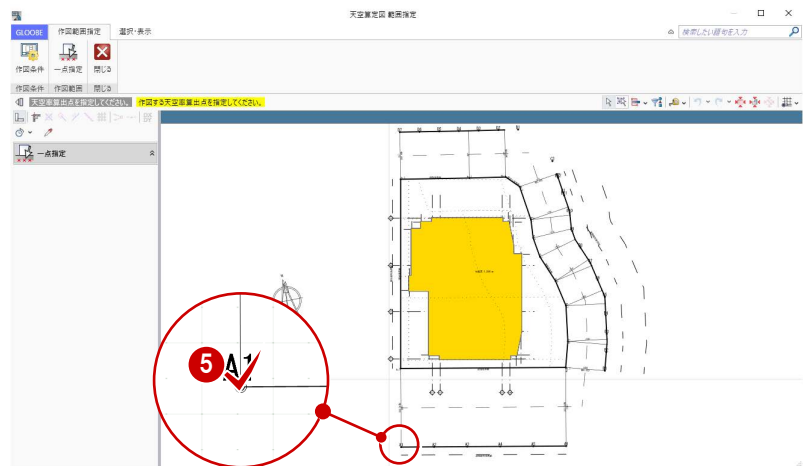 天空算定図 範囲指定
GLOOBE 作図範囲指定 選択・表示
検索したい語句を入力
作図条件 一点指定 閉じる
作図条件 作図範囲 閉じる
天空率算出点を指定してください。 作図する天空率算出点を指定してください。
一点指定
5
A1